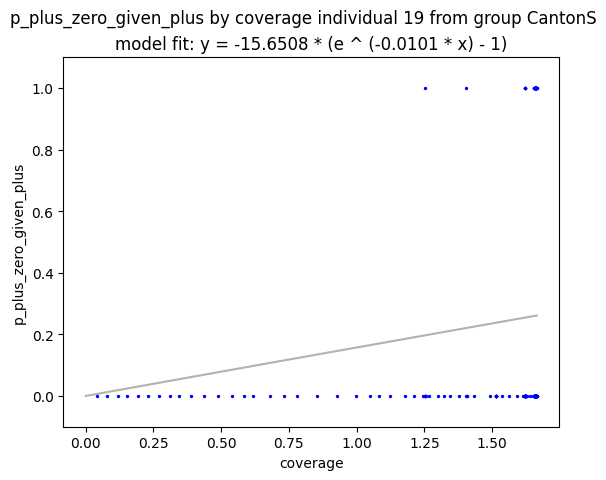 p_plus_zero_given_plus by coverage individual 19 from group CantonS
model fit: y = -15.6508 * (e ^ (-0.0101 * x) - 1)
1.0
0.8
0.6
0.4
0.2
0.0
p_plus_zero_given_plus
0.00 0.25 0.50 0.75 1.00 1.25 1.50
coverage